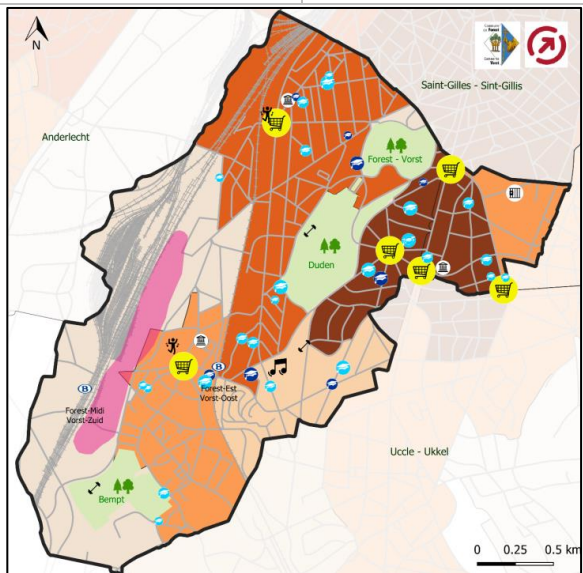 N
Saint-Gilles - Sint-Gillis
Anderlecht
Forest - Vorst
Duden
B
B
Forest-Est
Vorst-Oost
Forest-Midi
Vorst-Zuid
Uccle - Ukkel
Bempt
0 0.25 0.5 km